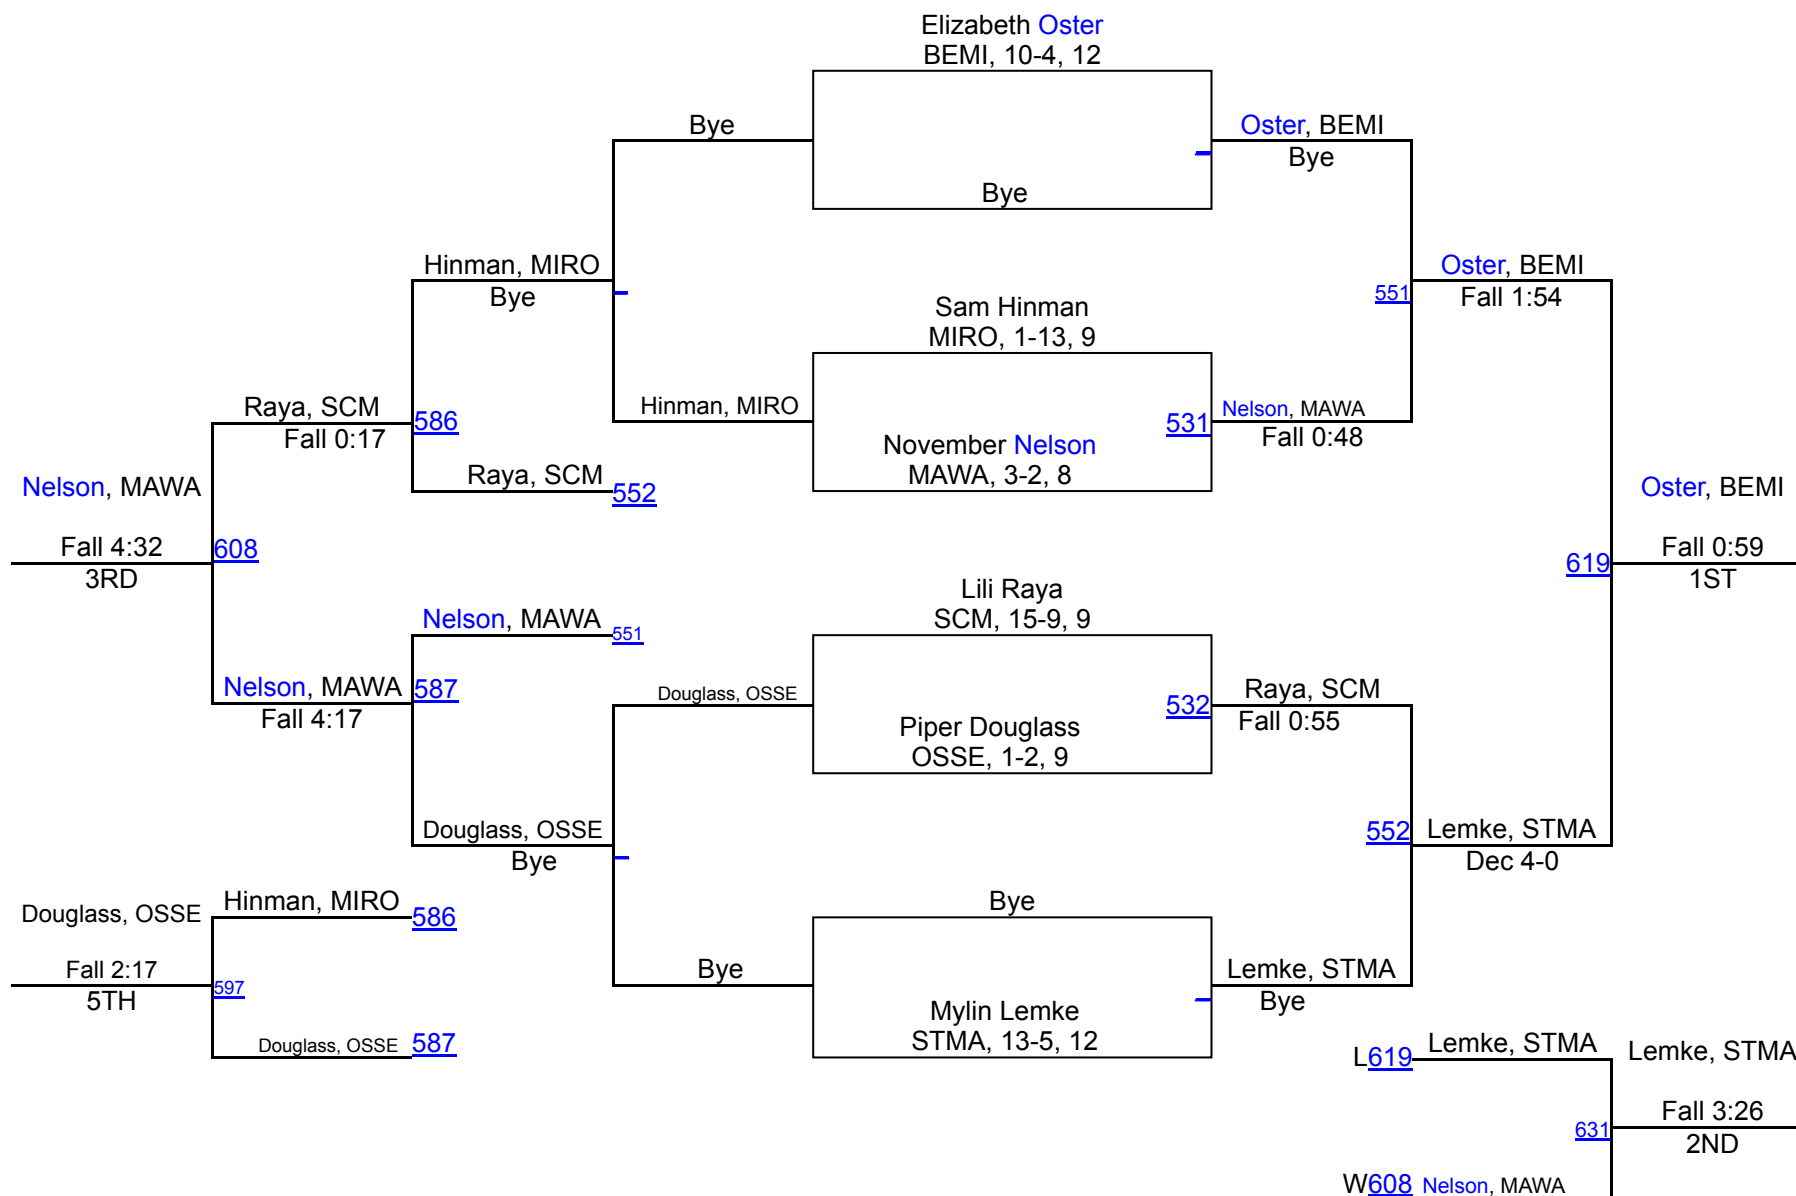 Elizabeth Oster
BEMI, 10-4, 12
Bye
Oster, BEMI
Bye
Bye
Hinman, MIRO
Bye
Oster, BEMI
Fall 1:54
551
Sam Hinman
MIRO, 1-13, 9
Hinman, MIRO
531
Nelson, MAWA
Fall 0:48
November Nelson
MAWA, 3-2, 8
Raya, SCM
Fall 0:17
586
Raya, SCM
552
Nelson, MAWA
Fall 4:32
3RD
608
Oster, BEMI
Fall 0:59
1ST
619
Lili Raya
SCM, 15-9, 9
Nelson, MAWA
551
Nelson, MAWA
Fall 4:17
587
Douglass, OSSE
532
Raya, SCM
Fall 0:55
Piper Douglass
OSSE, 1-2, 9
Douglass, OSSE
Bye
552
Lemke, STMA
Dec 4-0
Hinman, MIRO
586
Douglass, OSSE
Fall 2:17
5TH
597
Douglass, OSSE
587
Bye
Bye
Lemke, STMA
Bye
Mylin Lemke
STMA, 13-5, 12
L619
Lemke, STMA
Lemke, STMA
Fall 3:26
2ND
631
W608
Nelson, MAWA